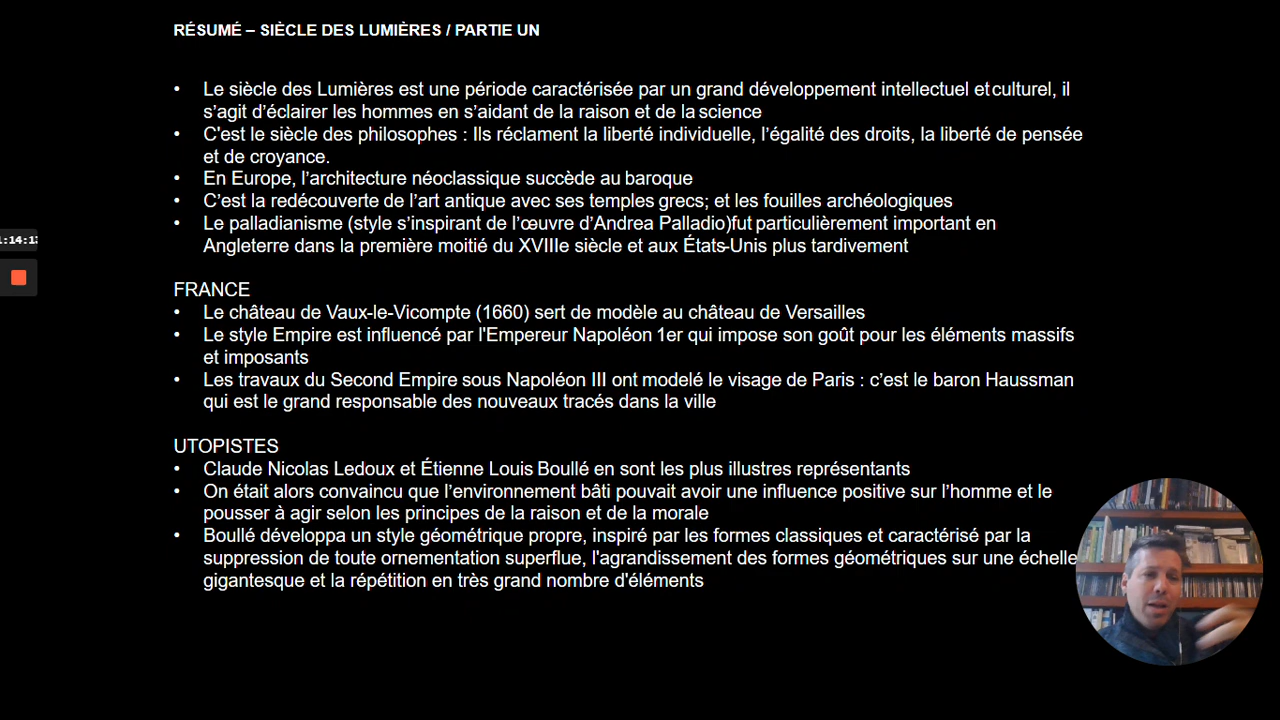 RÉSUMÉ – SIÈCLE DES LUMIÈRES / PARTIE UN
• Le siècle des Lumières est une période caractérisée par un grand développement intellectuel et culturel, il
s’agit d’éclairer les hommes en s’aidant de la raison et de la science
• C'est le siècle des philosophes : Ils réclament la liberté individuelle, l’égalité des droits, la liberté de pensée
et de croyance.
• En Europe, l’architecture néoclassique succède au baroque
• C’est la redécouverte de l’art antique avec ses temples grecs; et les fouilles archéologiques
• Le palladianisme (style s’inspirant de l’œuvre d’Andrea Palladio)fut particulièrement important en
Angleterre dans la première moitié du XVIIIe siècle et aux États-Unis plus tardivement
FRANCE
• Le château de Vaux-le-Vicompte (1660) sert de modèle au château de Versailles
• Le style Empire est influencé par l'Empereur Napoléon 1er qui impose son goût pour les éléments massifs
et imposants
• Les travaux du Second Empire sous Napoléon III ont modelé le visage de Paris : c’est le baron Haussman
qui est le grand responsable des nouveaux tracés dans la ville
UTOPISTES
• Claude Nicolas Ledoux et Étienne Louis Boullé en sont les plus illustres représentants
• On était alors convaincu que l’environnement bâti pouvait avoir une influence positive sur l’homme et le
pousser à agir selon les principes de la raison et de la morale
• Boullé développa un style géométrique propre, inspiré par les formes classiques et caractérisé par la
suppression de toute ornementation superflue, l'agrandissement des formes géométriques sur une échelle
gigantesque et la répétition en très grand nombre d'éléments